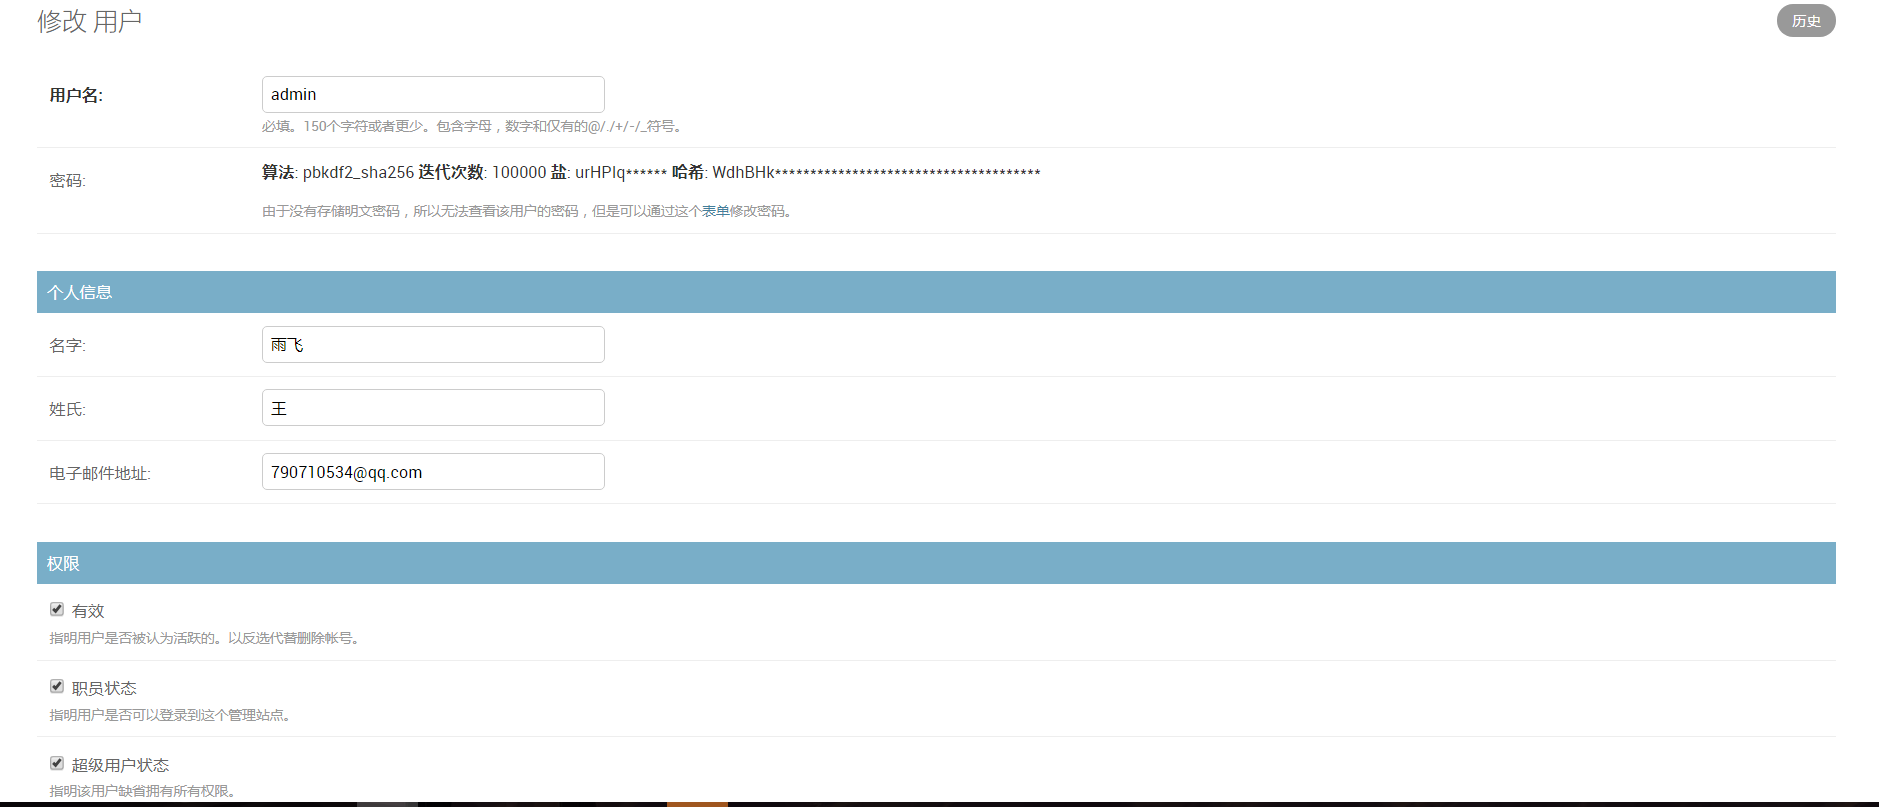 修改 用户
历史
用户名:
admin
必填。150个字符或者更少。包含字母，数字和仅有的@/./+/-/_符号。
密码:
算法: pbkdf2_sha256 迭代次数: 100000 盐: urHPIq****** 哈希: WdhBHk**************************************
由于没有存储明文密码，所以无法查看该用户的密码，但是可以通过这个表单修改密码。
个人信息
名字:
雨飞
姓氏:
王
电子邮件地址:
790710534@qq.com
权限
有效
指明用户是否被认为活跃的。以反选代替删除帐号。
职员状态
指明用户是否可以登录到这个管理站点。
超级用户状态
指明该用户缺省拥有所有权限。